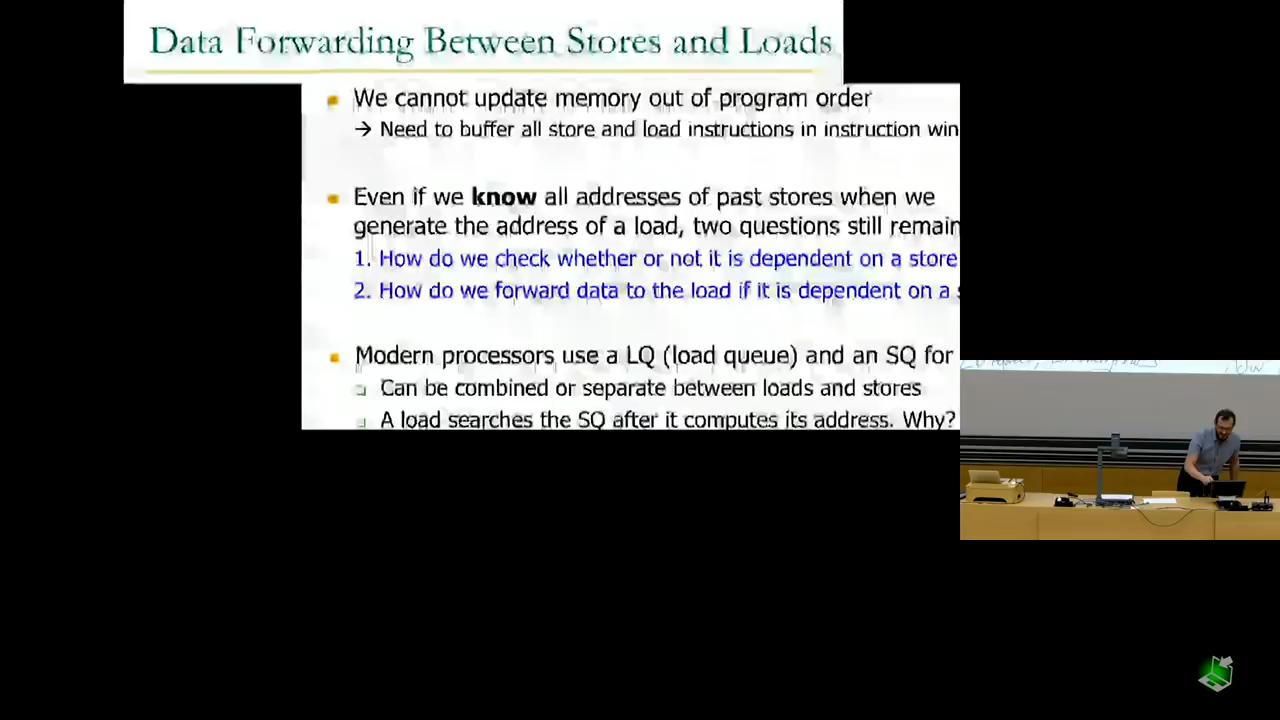 Data Forwarding Between Stores and Loads
We cannot update memory out of program order
→ Need to buffer all store and load instructions in instruction win
Even if we know all addresses of past stores when we
generate the address of a load, two questions still remain
1. How do we check whether or not it is dependent on a store
2. How do we forward data to the load if it is dependent on a s
Modern processors use a LQ (load queue) and an SQ for
Can be combined or separate between loads and stores
A load searches the SQ after it computes its address. Why?